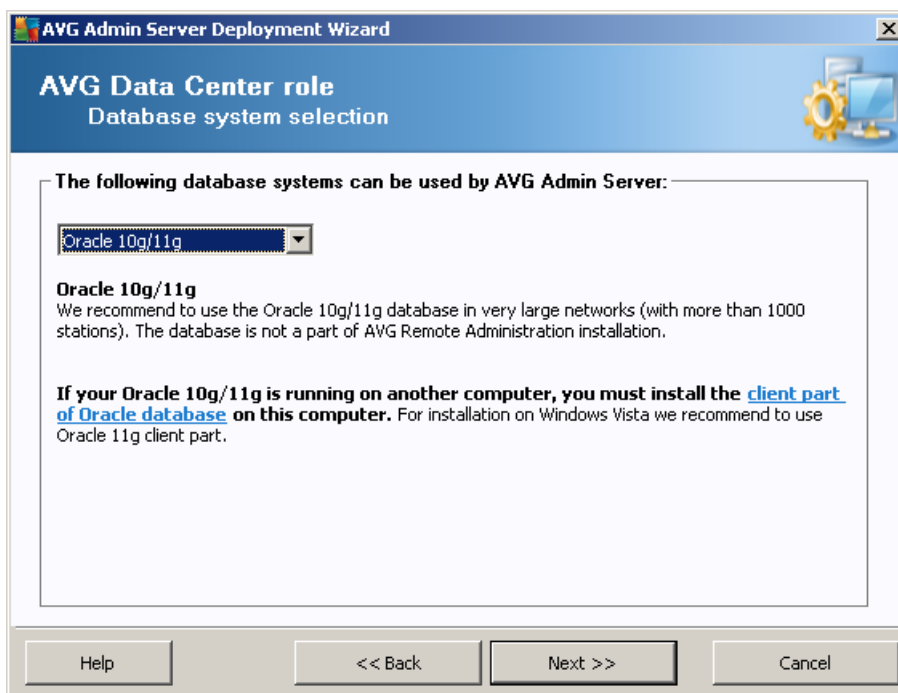 AVG Admin Server Deployment Wizard
AVG Data Center role
Database system selection
The following database systems can be used by AVG Admin Server:
Oracle 10g/11g
Oracle 10g/11g
We recommend to use the Oracle 10g/11g database in very large networks (with more than 1000
stations). The database is not a part of AVG Remote Administration installation.
If your Oracle 10g/11g is running on another computer, you must install the client part
of Oracle database on this computer. For installation on Windows Vista we recommend to use
Oracle 11g client part.
Help << Back Next >> Cancel